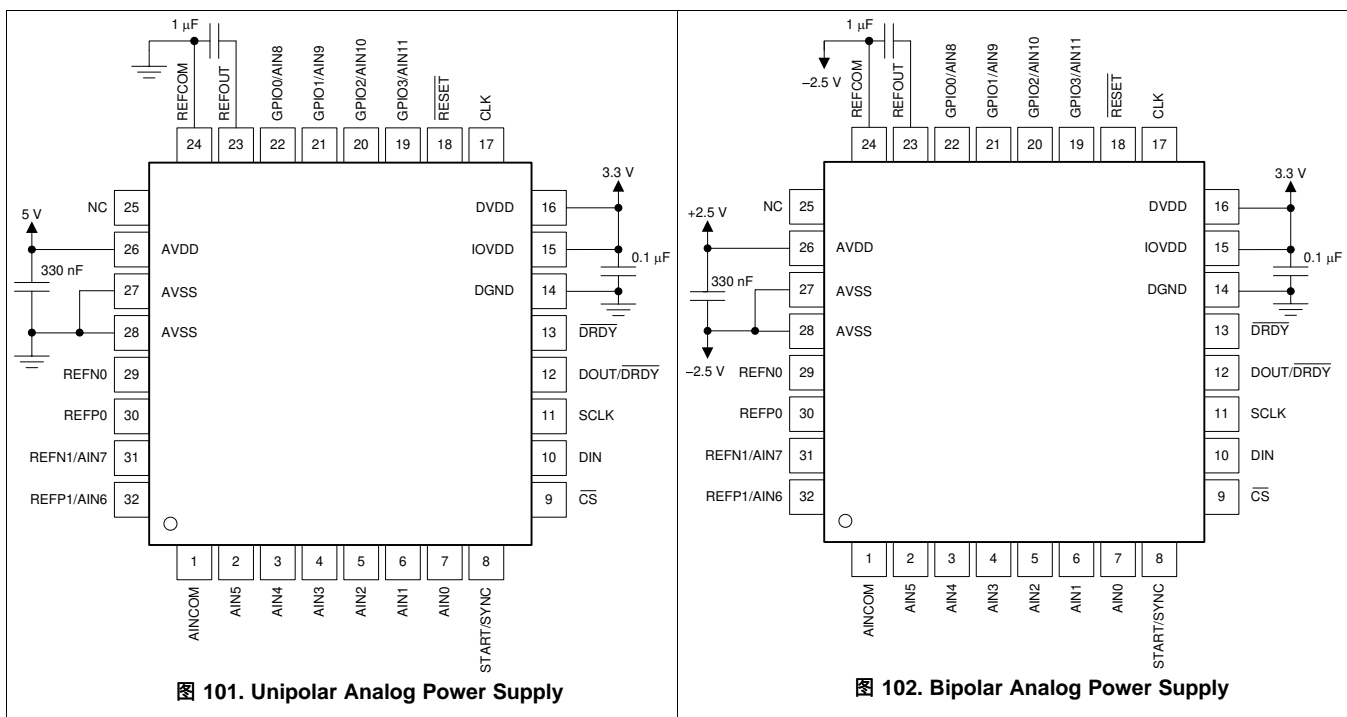 1 μF
REFCOM
REFOUT
GPIO0/AIN8
GPIO1/AIN9
GPIO2/AIN10
GPIO3/AIN11
RESET
CLK
24 23 22 21 20 19 18 17
3.3 V
NC 25
DVDD 16
5 V
26 AVDD
IOVDD 15
330 nF
0.1 μF
27 AVSS
DGND 14
28 AVSS
13 DRDY
REFN0 29
12 DOUT/DRDY
REFP0 30
11 SCLK
REFN1/AIN7 31
10 DIN
REFP1/AIN6 32
9 CS
1 2 3 4 5 6 7 8
AINCOM
AIN5
AIN4
AIN3
AIN2
AIN1
AIN0
START/SYNC
图 101. Unipolar Analog Power Supply
1 μF
–2.5 V
REFCOM
REFOUT
GPIO0/AIN8
GPIO1/AIN9
GPIO2/AIN10
GPIO3/AIN11
RESET
CLK
24 23 22 21 20 19 18 17
3.3 V
NC 25
DVDD 16
+2.5 V
26 AVDD
IOVDD 15
330 nF
0.1 μF
27 AVSS
DGND 14
28 AVSS
13 DRDY
–2.5 V
REFN0 29
12 DOUT/DRDY
REFP0 30
11 SCLK
REFN1/AIN7 31
10 DIN
REFP1/AIN6 32
9 CS
1 2 3 4 5 6 7 8
AINCOM
AIN5
AIN4
AIN3
AIN2
AIN1
AIN0
START/SYNC
图 102. Bipolar Analog Power Supply